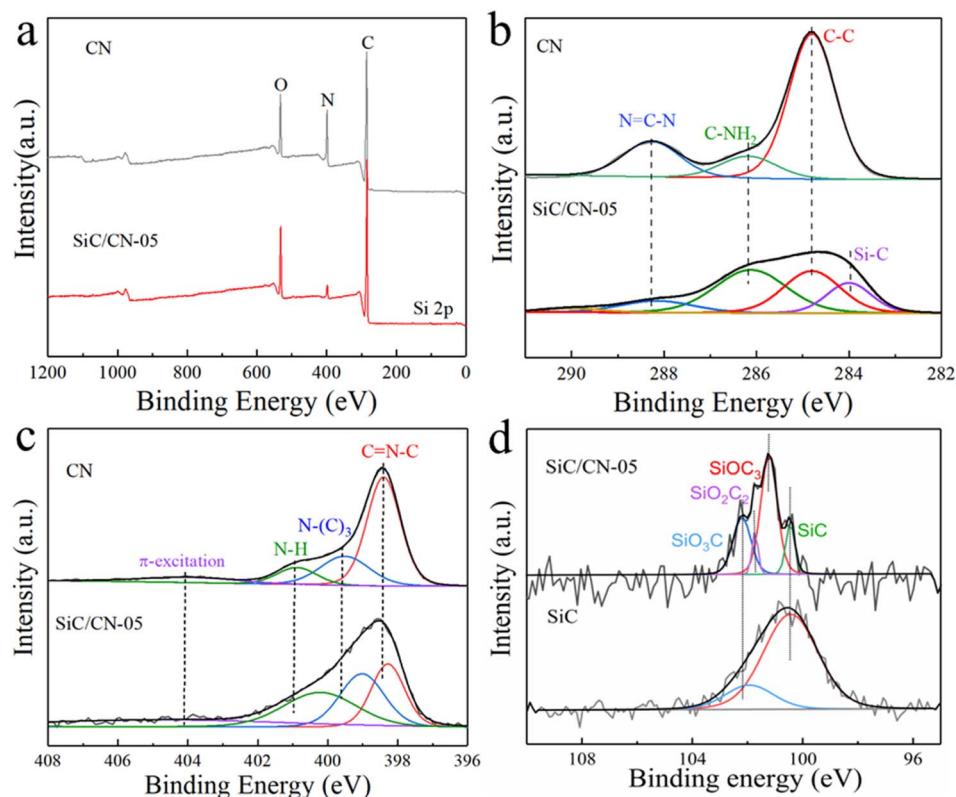 a
CN
C
O
N
SiC/CN-05
Si 2p
Intensity(a.u.)
1200 1000 800 600 400 200 0
Binding Energy (eV)
b
CN
C-C
N=C-N
C-NH2
SiC/CN-05
Si-C
Intensity (a.u.)
290 288 286 284 282
Binding Energy (eV)
c
CN
C=N-C
N-(C)3
N-H
π-excitation
SiC/CN-05
Intensity (a.u.)
408 406 404 402 400 398 396
Binding Energy (eV)
d
SiC/CN-05
SiOC3
SiO2C2
SiO3C
SiC
SiC
Intensity (a.u.)
108 104 100 96
Binding energy (eV)